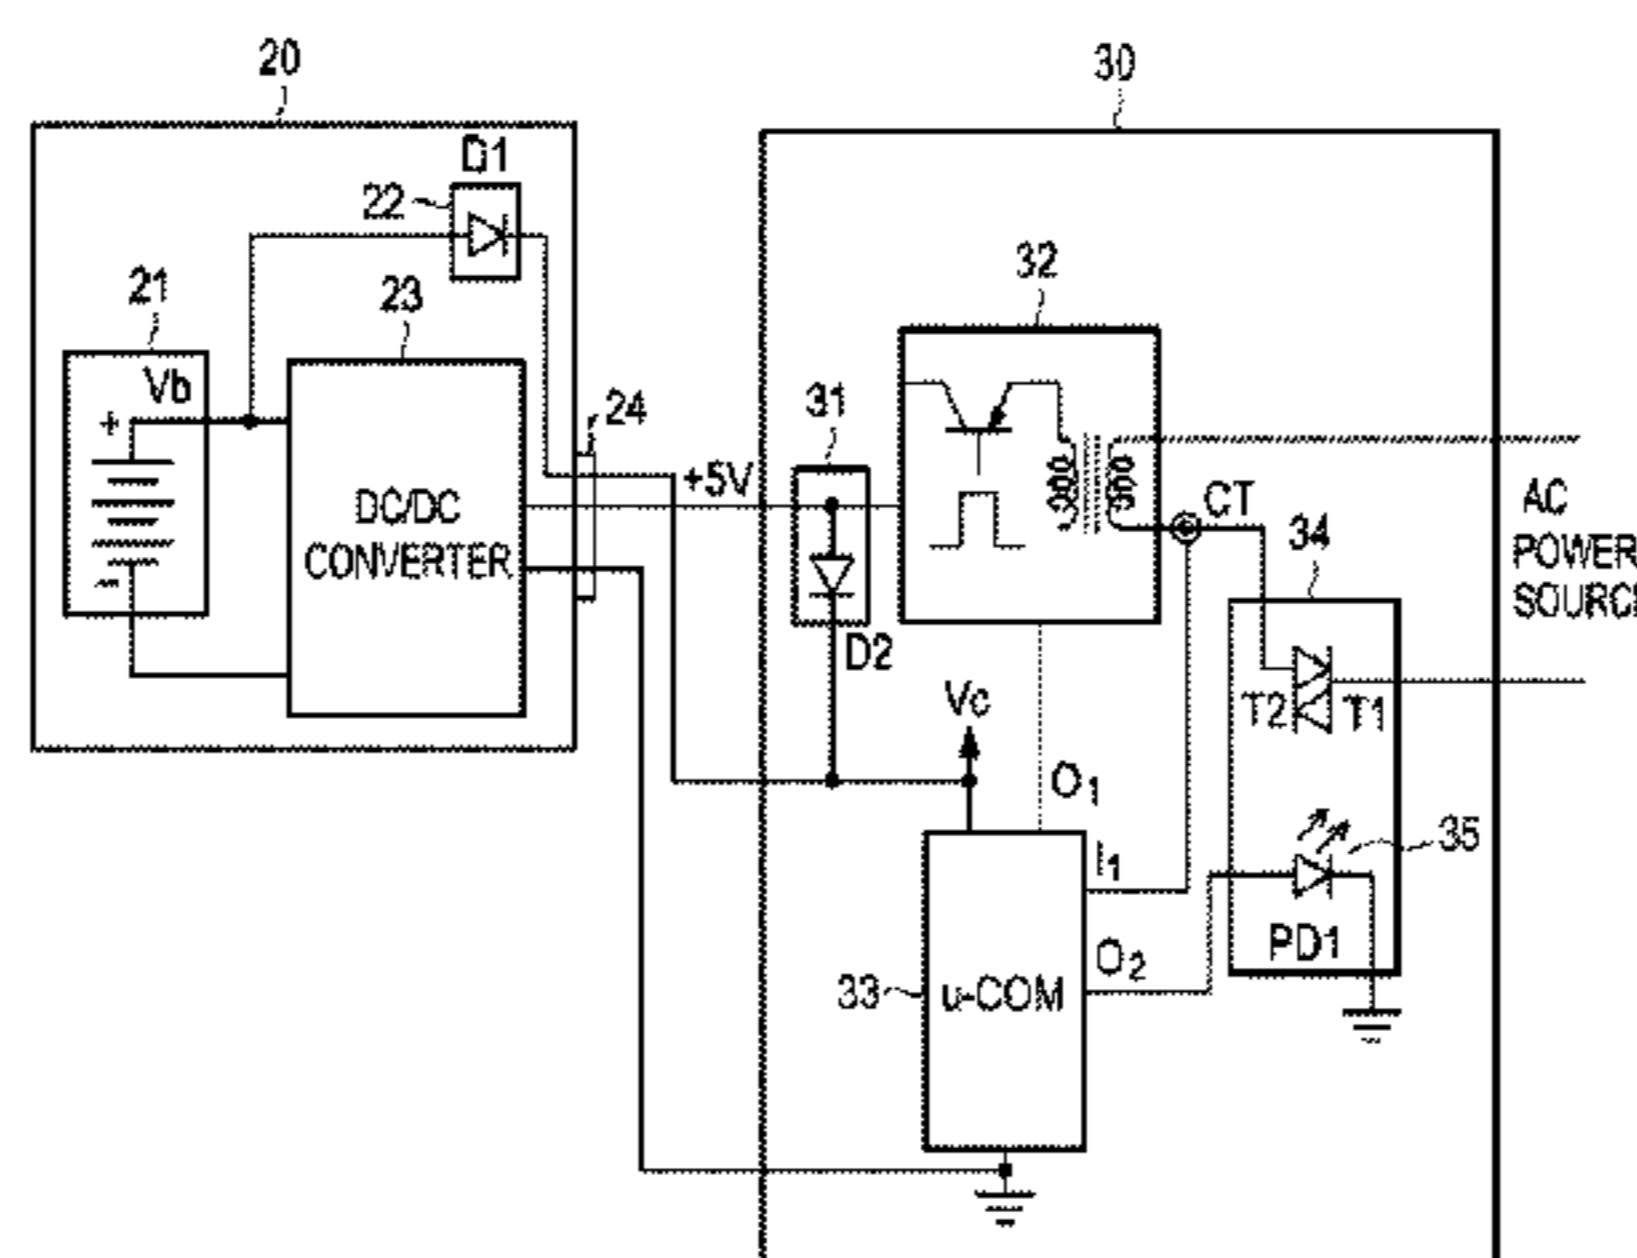 20
30
D1
22
32
21
23
Vb
+
24
31
+5V
CT
AC
POWER
34
DC/DC
CONVERTER
-
SOURC
D2
Vc
T2
T1
O1
35
I1
PD1
O2
33
u-COM